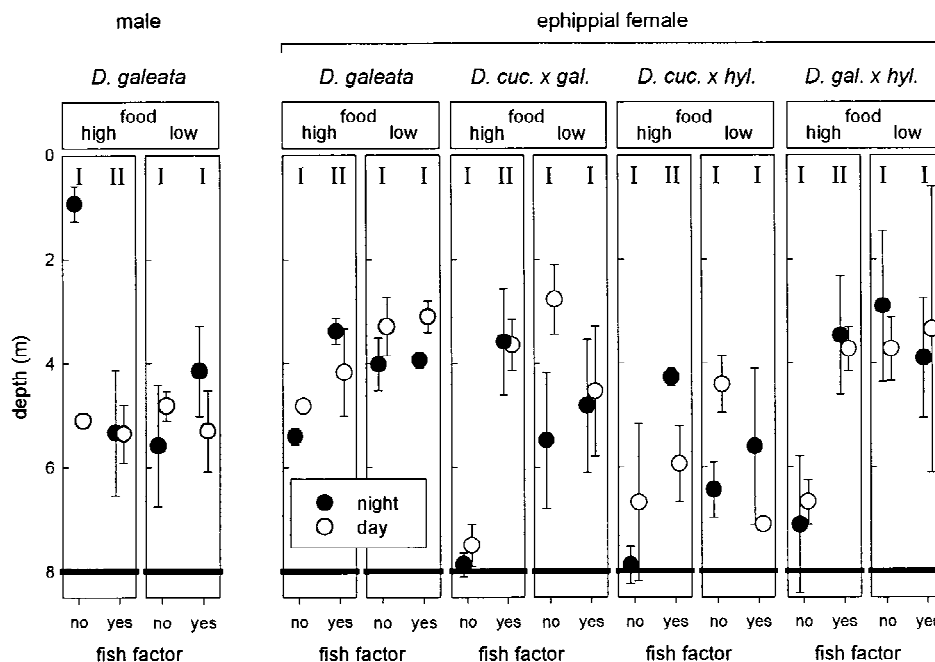 male ephippial female
D. galeata D. galeata D. cuc. x gal. D. cuc. x hyl. D. gal. x hyl.
food food food food food
high low high low high low high low high low
0 I II I I I II I I I II I I I II I I I II I I
2
4
depth (m)
6
night
day
8
no yes no yes no yes no yes no yes no yes no yes no yes no yes no yes
fish factor fish factor fish factor fish factor fish factor